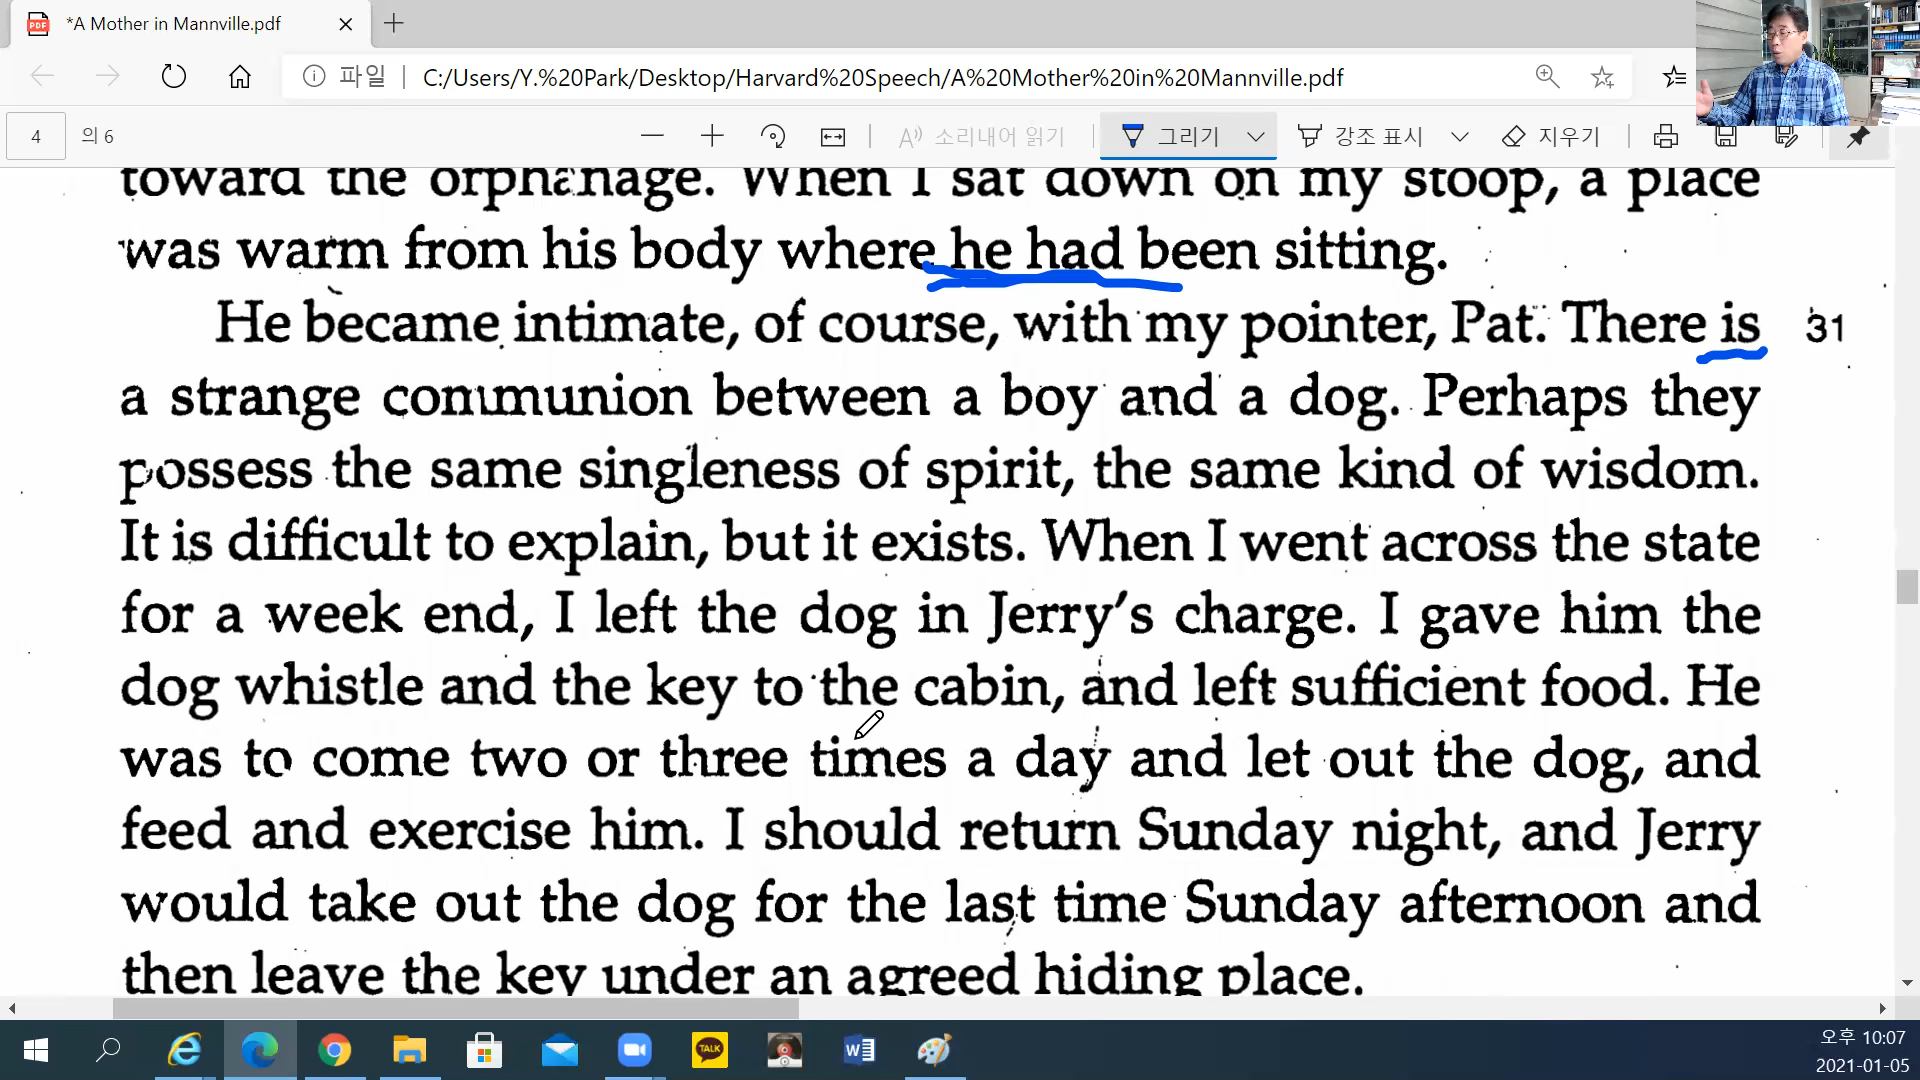 *A Mother in Mannville.pdf
파일 C:/Users/Y.%20Park/Desktop/Harvard%20Speech/A%20Mother%20in%20Mannville.pdf
4 의 6 소리내어 읽기 그리기 강조 표시 지우기
toward the orphanage. When I sat down on my stoop, a place
was warm from his body where he had been sitting.
He became intimate, of course, with my pointer, Pat. There is 31
a strange communion between a boy and a dog. Perhaps they
possess the same singleness of spirit, the same kind of wisdom.
It is difficult to explain, but it exists. When I went across the state
for a week end, I left the dog in Jerry's charge. I gave him the
dog whistle and the key to the cabin, and left sufficient food. He
was to come two or three times a day and let out the dog, and
feed and exercise him. I should return Sunday night, and Jerry
would take out the dog for the last time Sunday afternoon and
then leave the key under an agreed hiding place.
TALK
오후 10:07
2021-01-05